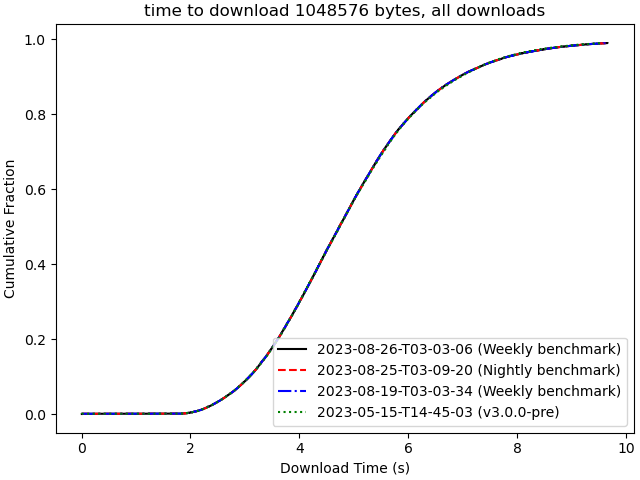 time to download 1048576 bytes, all downloads
1.0
0.8
0.6
0.4
0.2
0.0
Cumulative Fraction
2023-08-26-T03-03-06 (Weekly benchmark)
2023-08-25-T03-09-20 (Nightly benchmark)
2023-08-19-T03-03-34 (Weekly benchmark)
2023-05-15-T14-45-03 (v3.0.0-pre)
0 2 4 6 8 10
Download Time (s)